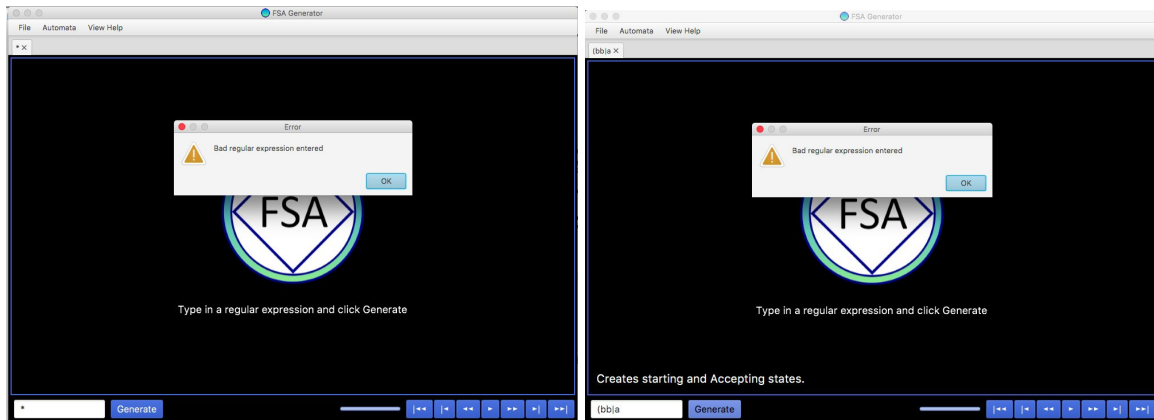 FSA Generator
File Automata View Help
* ×
Error
Bad regular expression entered
OK
FSA
Type in a regular expression and click Generate
*
Generate
|◄◄ |◄ ◄◄ ► ►► ►| ►►|
FSA Generator
File Automata View Help
(bb|a ×
Error
Bad regular expression entered
OK
FSA
Type in a regular expression and click Generate
Creates starting and Accepting states.
(bb|a
Generate
|◄◄ |◄ ◄◄ ► ►► ►| ►►|